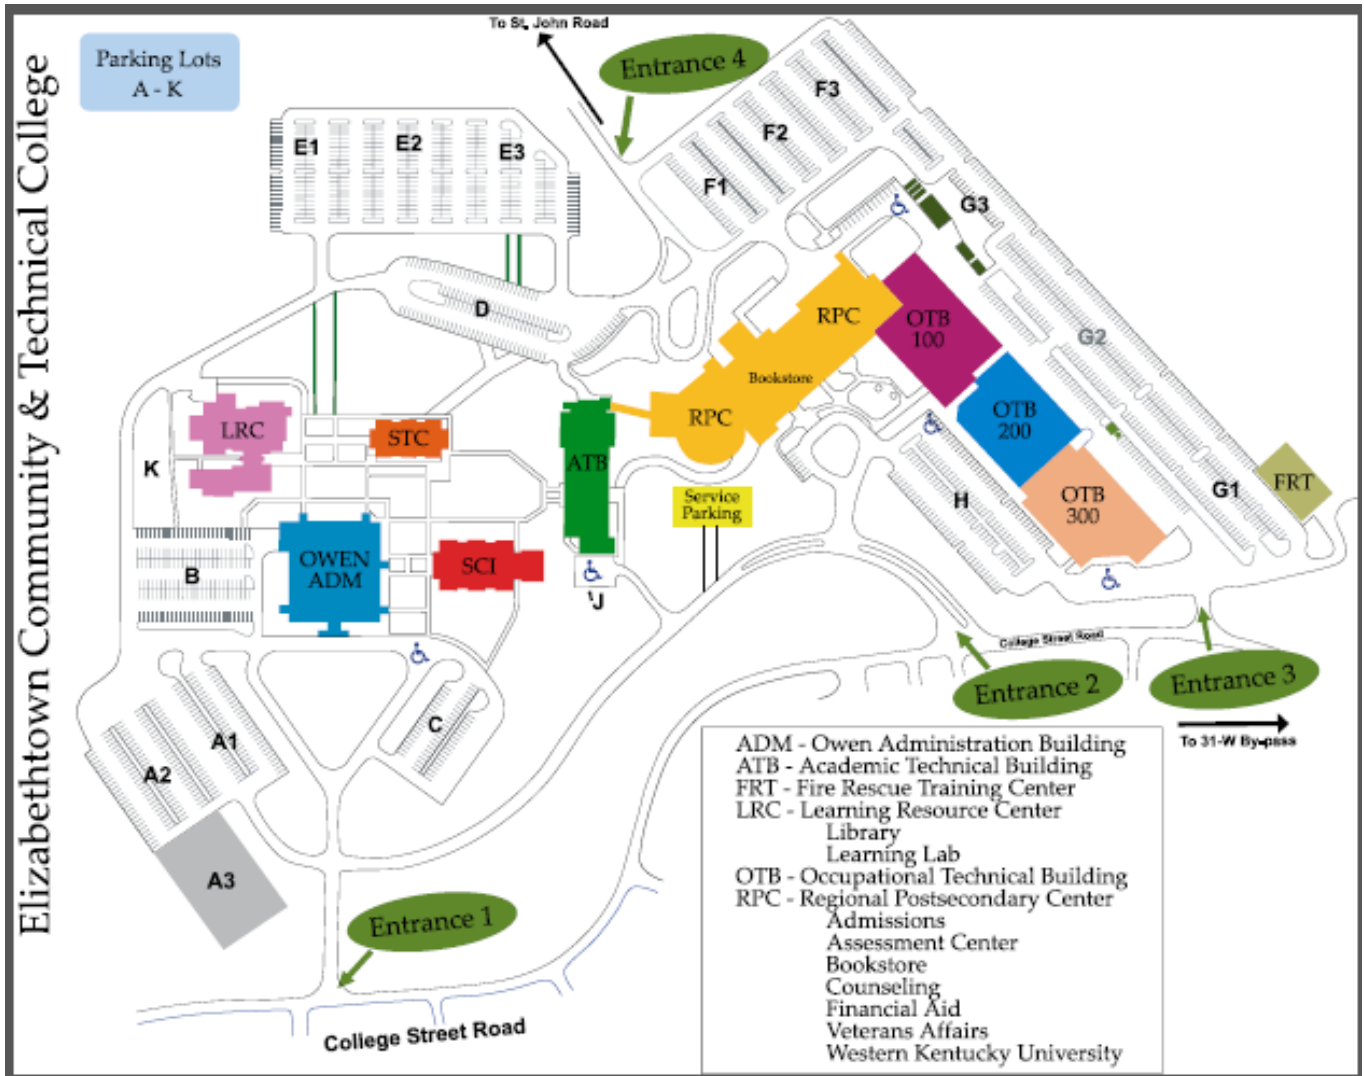 Elizabethtown Community & Technical College
Parking Lots
A - K
To St. John Road
Entrance 4
E1
E2
E3
F1
F2
F3
G3
D
RPC
OTB
100
G2
Bookstore
LRC
STC
RPC
OTB
200
K
ATB
Service
Parking
H
OTB
300
G1
FRT
OWEN
ADM
SCI
B
J
College Street Road
Entrance 2
Entrance 3
To 31-W By-pass
A1
A2
C
A3
Entrance 1
College Street Road
ADM - Owen Administration Building
ATB - Academic Technical Building
FRT - Fire Rescue Training Center
LRC - Learning Resource Center
Library
Learning Lab
OTB - Occupational Technical Building
RPC - Regional Postsecondary Center
Admissions
Assessment Center
Bookstore
Counseling
Financial Aid
Veterans Affairs
Western Kentucky University